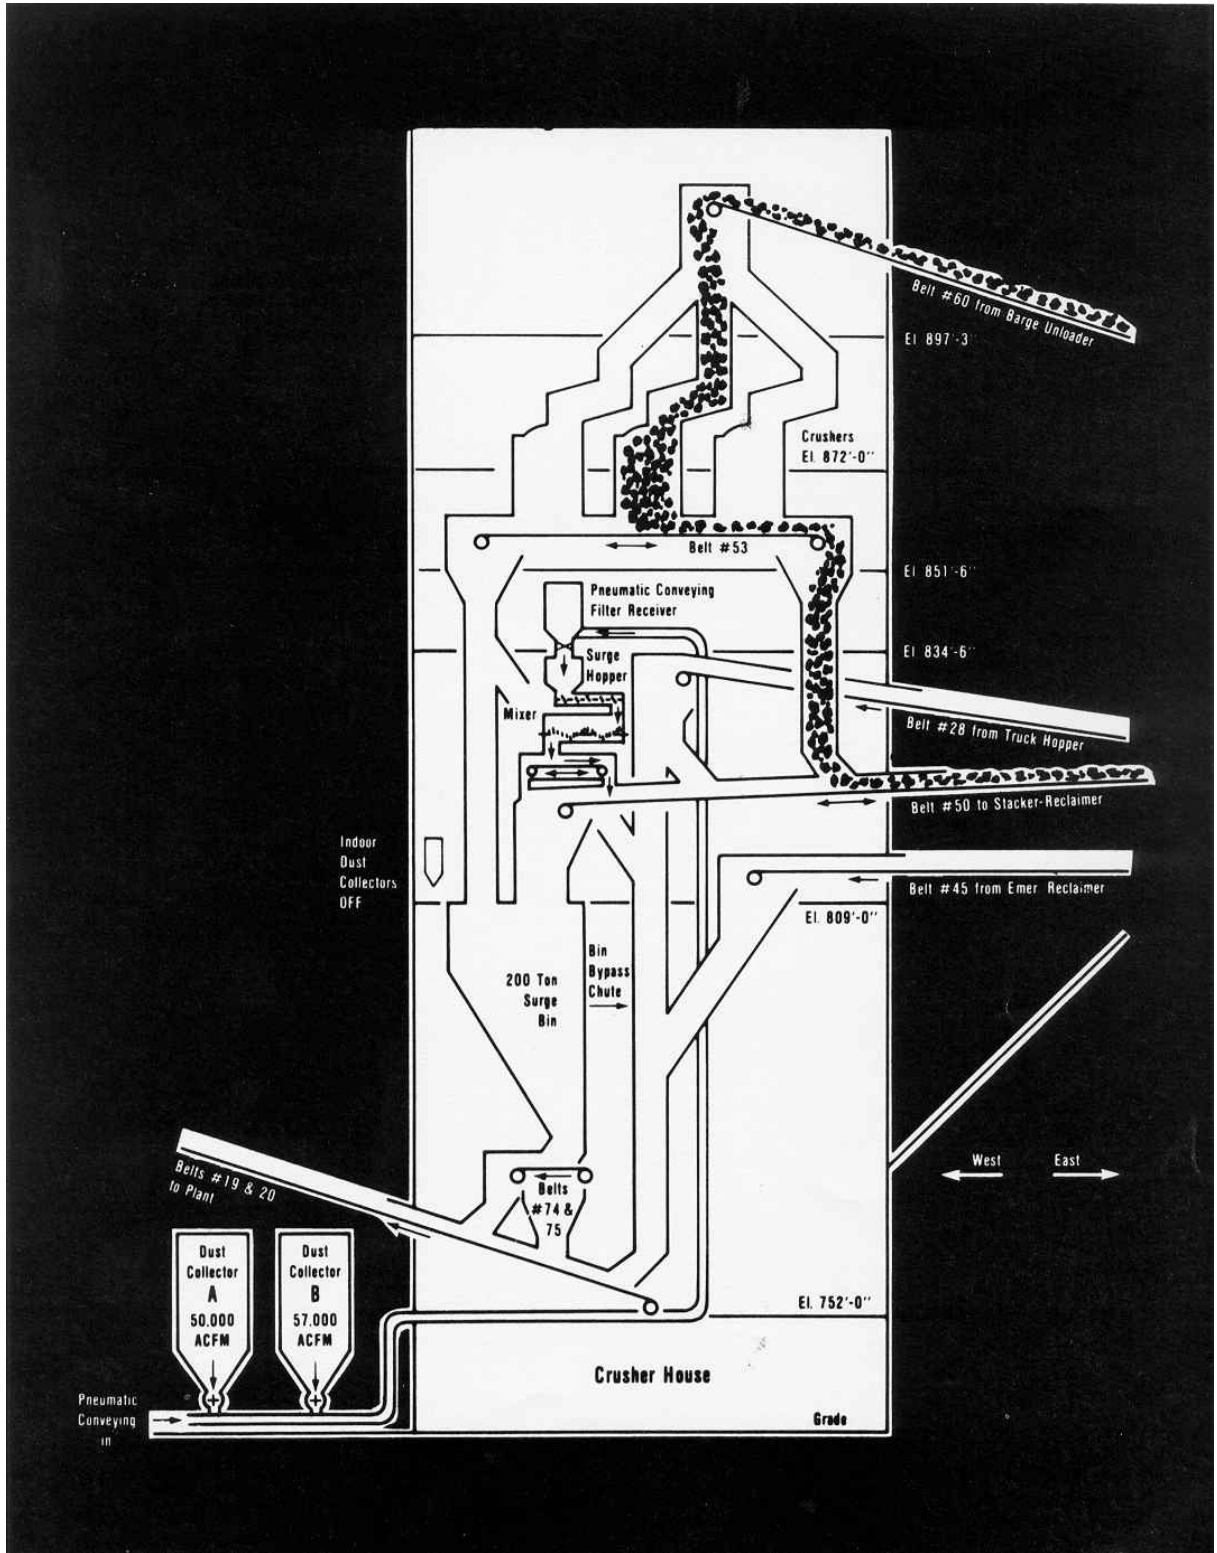 Belt #60 from Barge Unloader
El 897'-3"
Crushers
El. 872'-0"
Belt #53
El 851'-6"
Pneumatic Conveying
Filter Receiver
El 834'-6"
Surge
Hopper
Mixer
Belt #28 from Truck Hopper
Belt #50 to Stacker-Reclaimer
Indoor
Dust
Collectors
OFF
Belt #45 from Emer. Reclaimer
El. 809'-0"
Bin
Bypass
Chute
200 Ton
Surge
Bin
West
East
Belts #19 & 20
to Plant
Belts
#74 &
75
Dust
Collector
A
50.000
ACFM
Dust
Collector
B
57.000
ACFM
El. 752'-0"
Crusher House
Pneumatic
Conveying
in
Grade